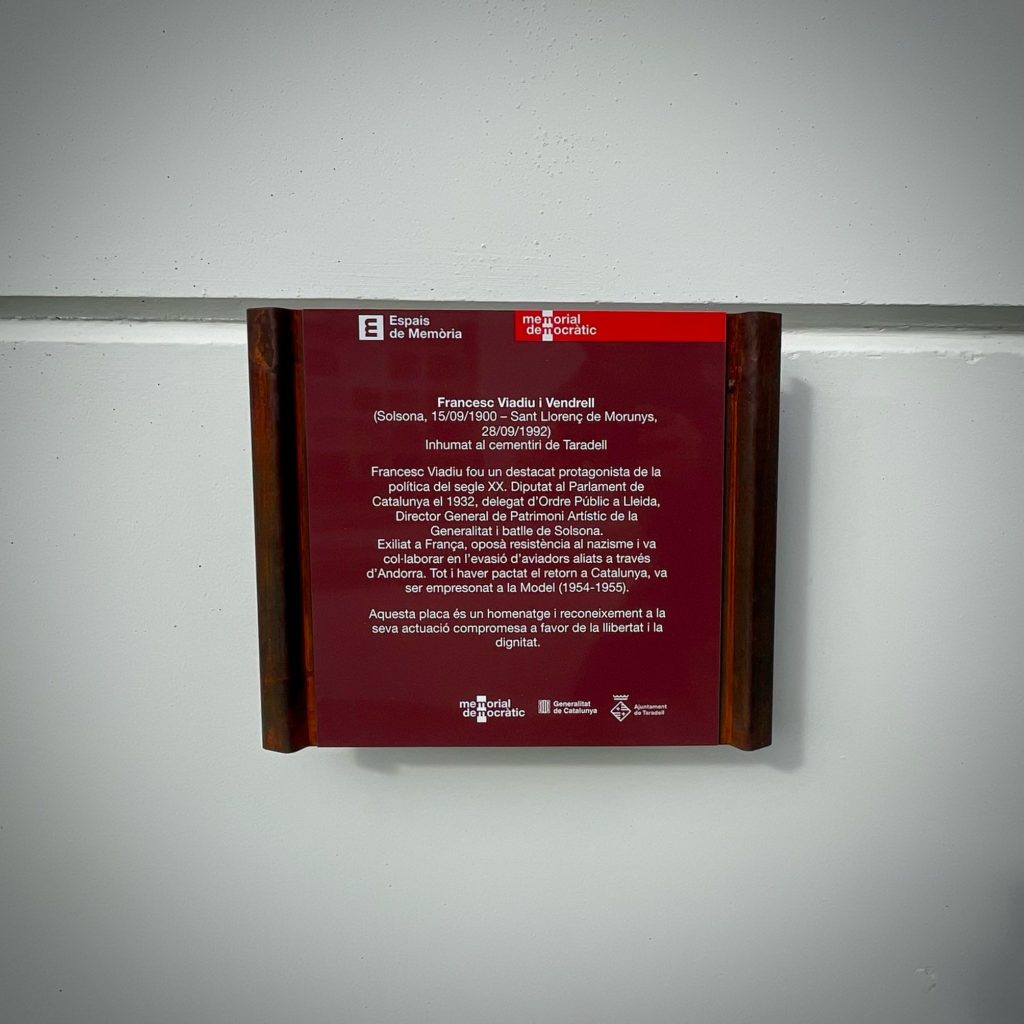 Espais
de Memòria
memorial
democràtic
Francesc Viadiu i Vendrell
(Solsona, 15/09/1900 – Sant Llorenç de Morunys,
28/09/1992)
Inhumat al cementiri de Taradell
Francesc Viadiu fou un destacat protagonista de la
política del segle XX. Diputat al Parlament de
Catalunya el 1932, delegat d'Ordre Públic a Lleida,
Director General de Patrimoni Artístic de la
Generalitat i batlle de Solsona.
Exiliat a França, oposà resistència al nazisme i va
col·laborar en l'evasió d'aviadors aliats a través
d'Andorra. Tot i haver pactat el retorn a Catalunya, va
ser empresonat a la Model (1954-1955).
Aquesta placa és un homenatge i reconeixement a la
seva actuació compromesa a favor de la llibertat i la
dignitat.
memorial
democràtic
Generalitat
de Catalunya
Ajuntament
de Taradell